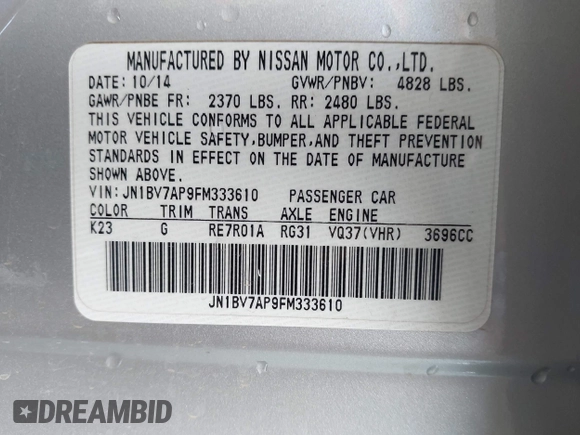 MANUFACTURED BY NISSAN MOTOR CO.,LTD.
DATE: 10/14 GVWR/PNBV: 4828 LBS.
GAWR/PNBE FR: 2370 LBS. RR: 2480 LBS.
THIS VEHICLE CONFORMS TO ALL APPLICABLE FEDERAL
MOTOR VEHICLE SAFETY,BUMPER,AND THEFT PREVENTION
STANDARDS IN EFFECT ON THE DATE OF MANUFACTURE
SHOWN ABOVE.
VIN:JN1BV7AP9FM333610 PASSENGER CAR
COLOR TRIM TRANS AXLE ENGINE
K23 G RE7R01A RG31 VQ37(VHR) 3696CC
JN1BV7AP9FM333610
DREAMBID